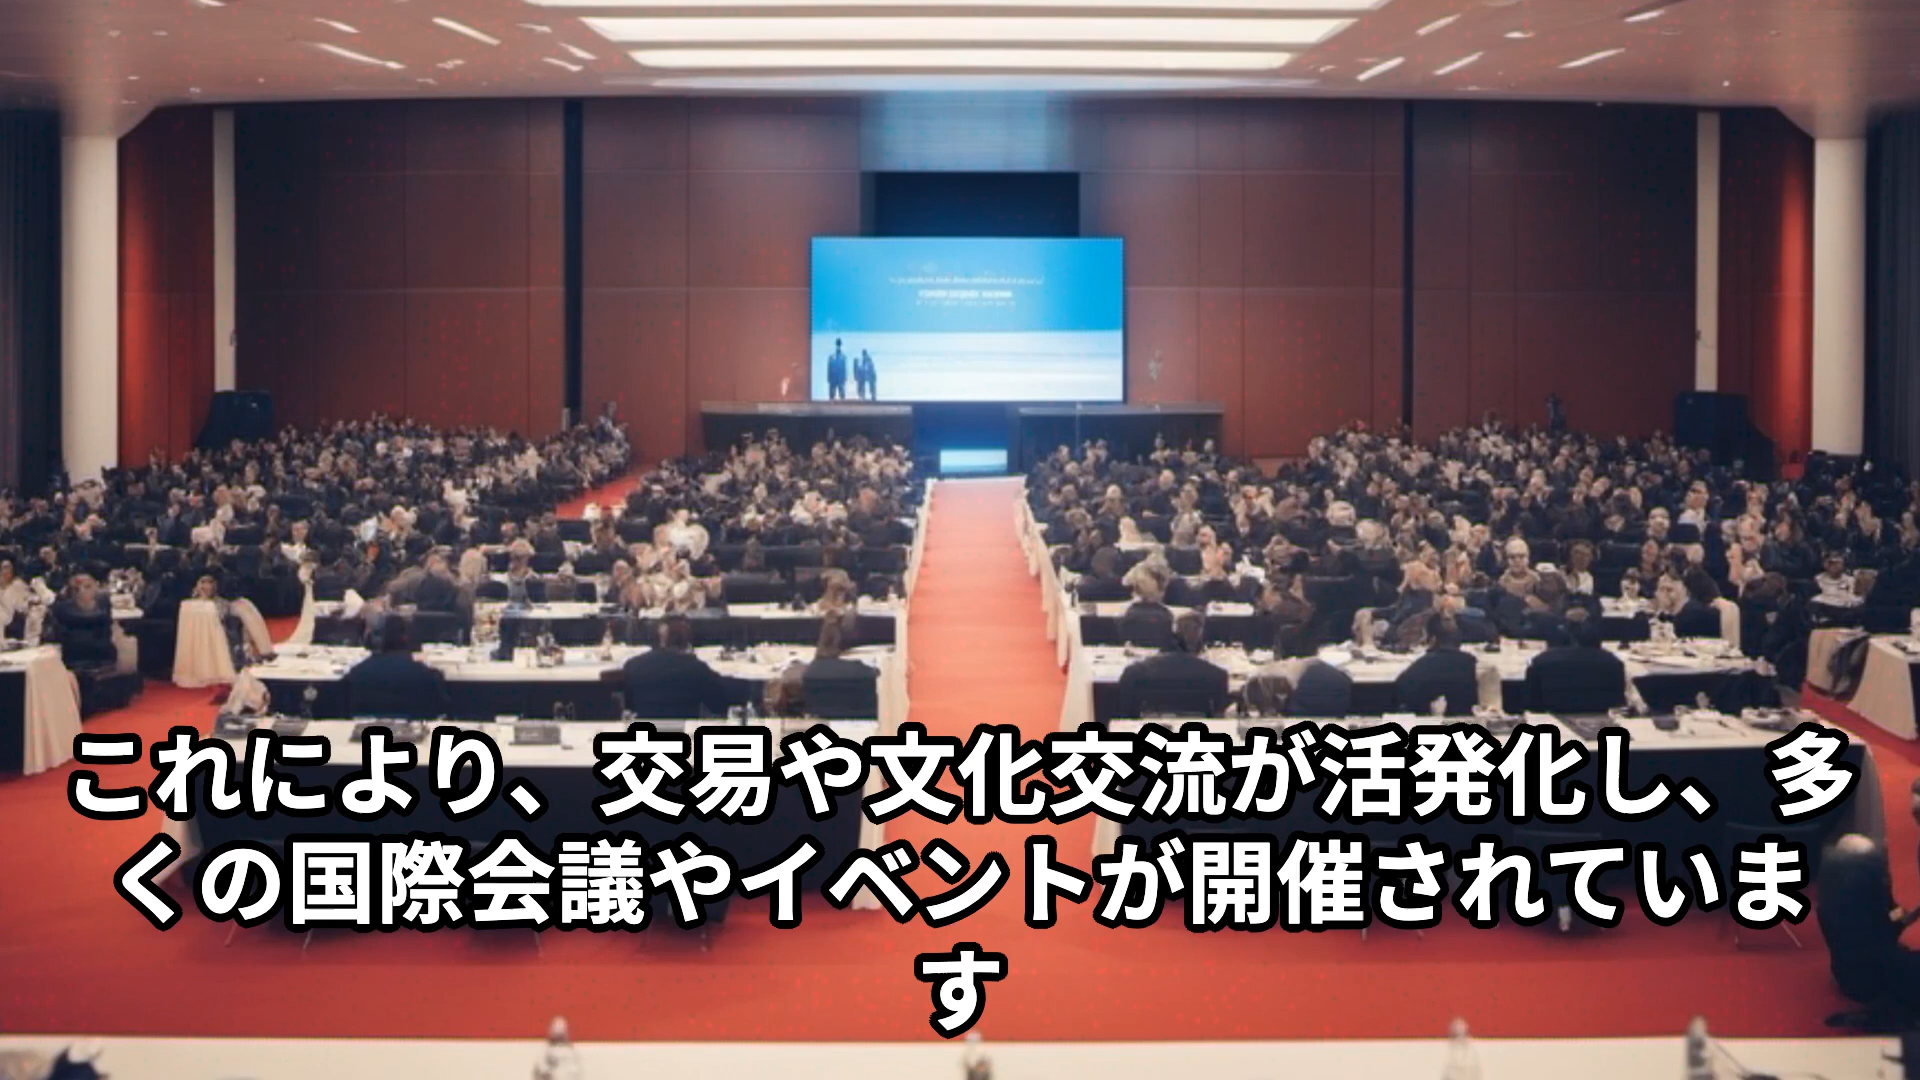 これにより、交易や文化交流が活発化し、多
くの国際会議やイベントが開催されていま
す